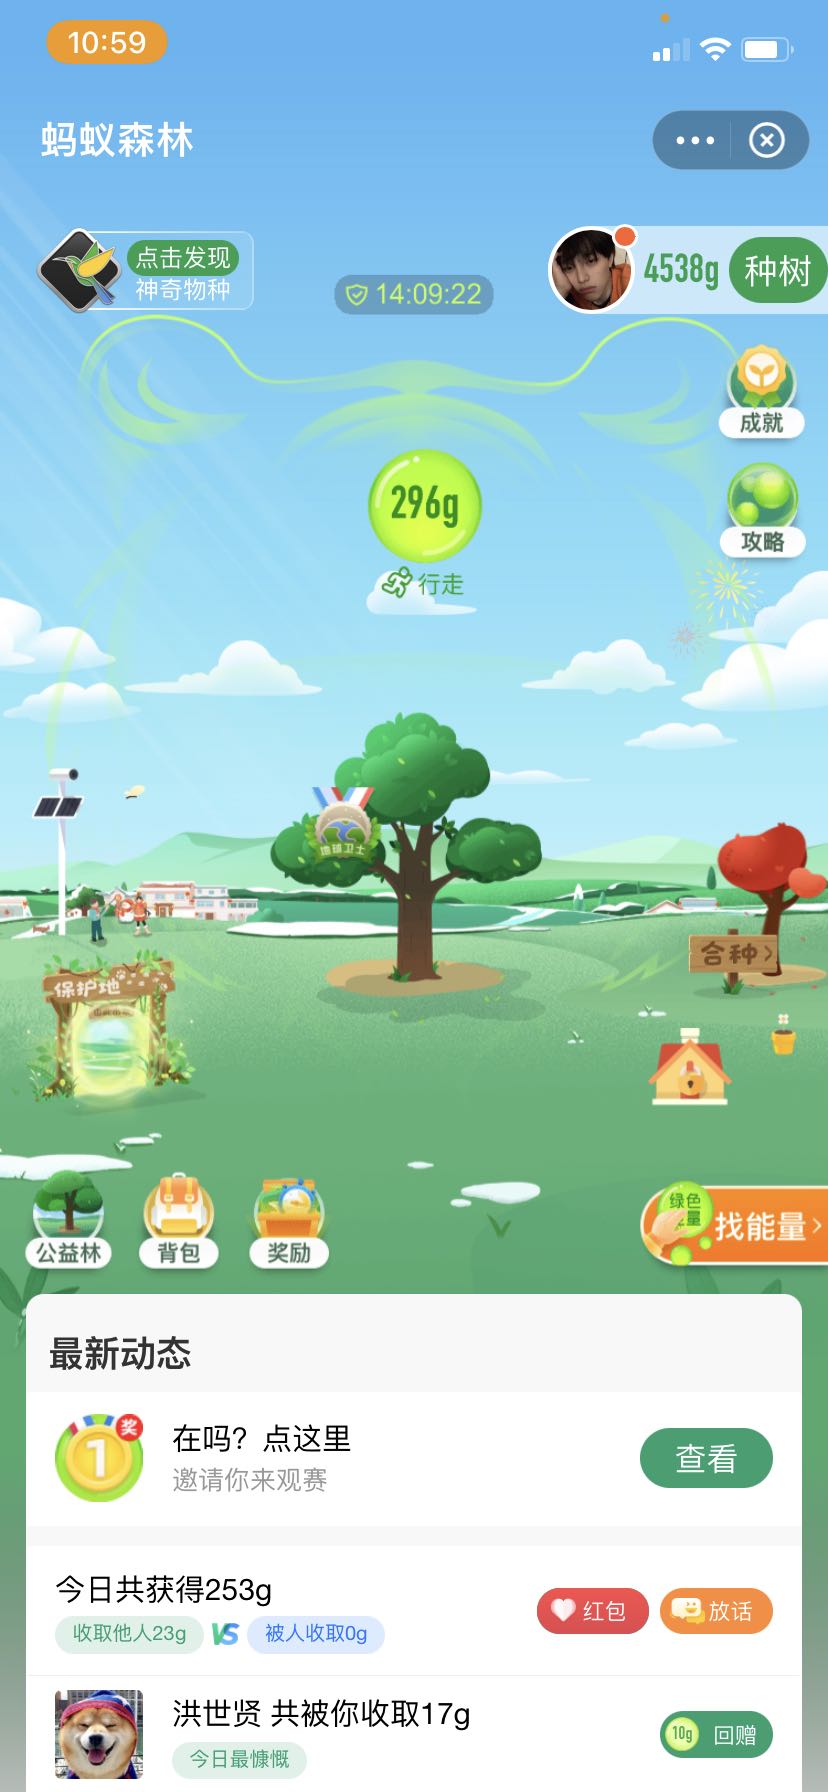 10:59
蚂蚁森林
点击发现
神奇物种
14:09:22
4538g
种树
成就
296g
攻略
行走
地球卫士
合种
保护地
绿色
找能量
公益林
背包
奖励
最新动态
奖
1
在吗？点这里
邀请你来观赛
查看
今日共获得253g
收取他人23g
VS
被人收取0g
红包
放话
洪世贤 共被你收取17g
今日最慷慨
10g
回赠